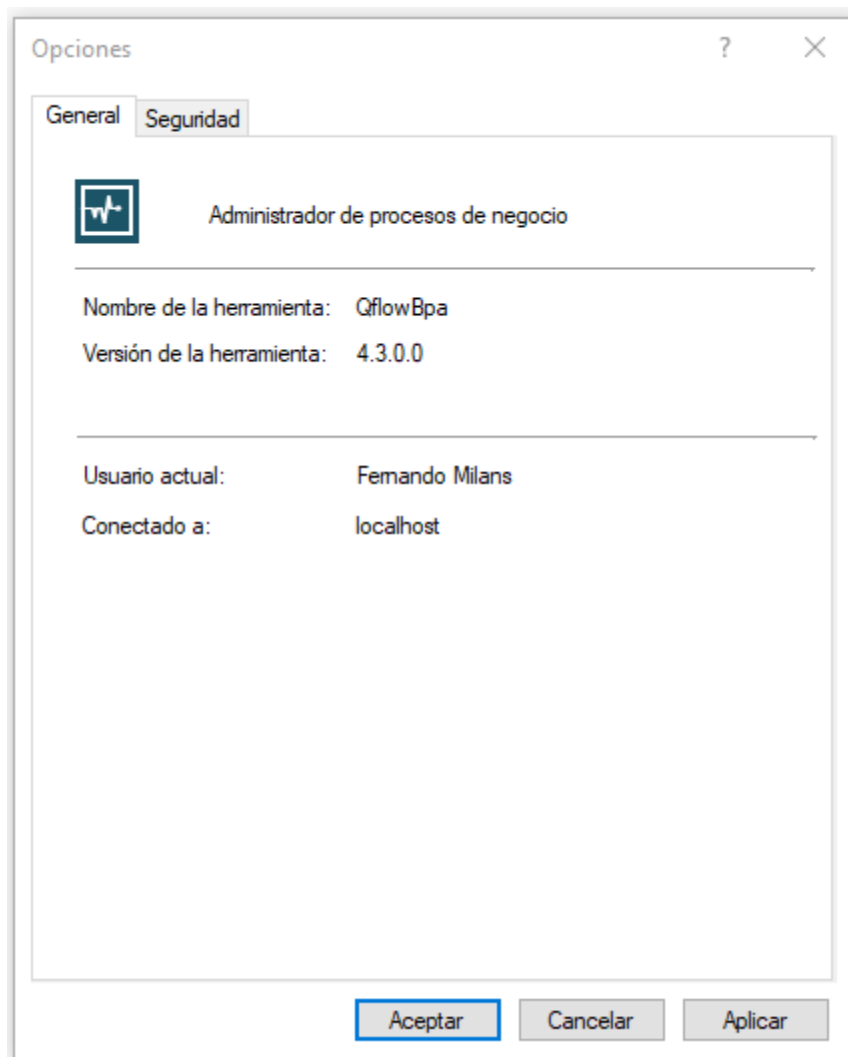 Opciones
General Seguridad
Administrador de procesos de negocio
Nombre de la herramienta: QflowBpa
Versión de la herramienta: 4.3.0.0
Usuario actual: Fernando Milans
Conectado a: localhost
Aceptar Cancelar Aplicar